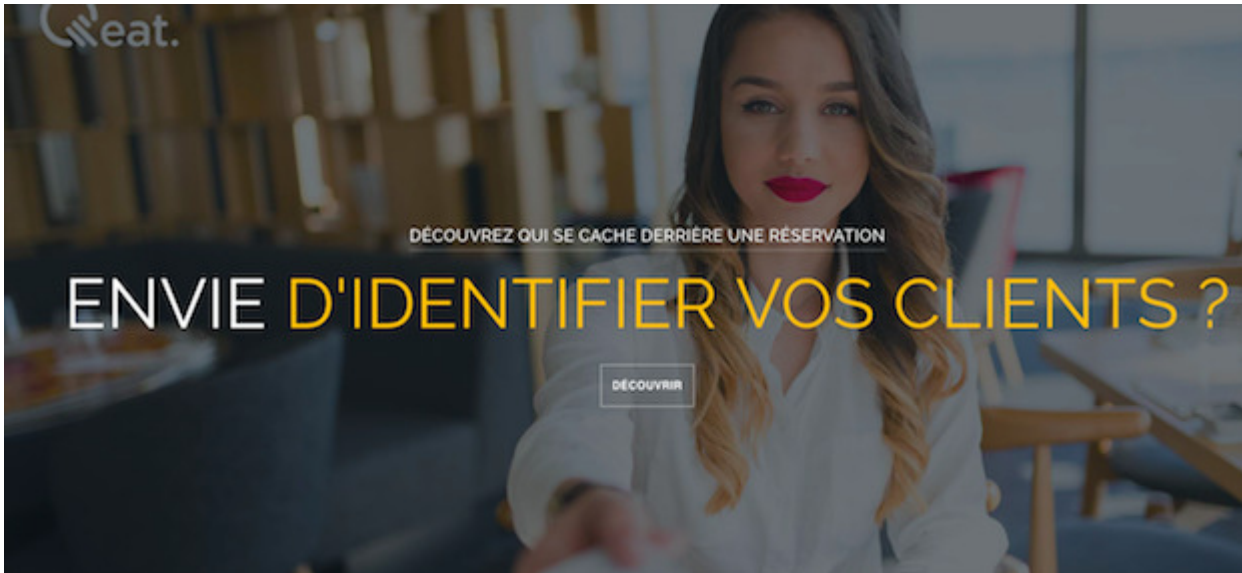 eat.
DÉCOUVREZ QUI SE CACHE DERRIÈRE UNE RÉSERVATION
ENVIE D'IDENTIFIER VOS CLIENTS ?
DÉCOUVRIR